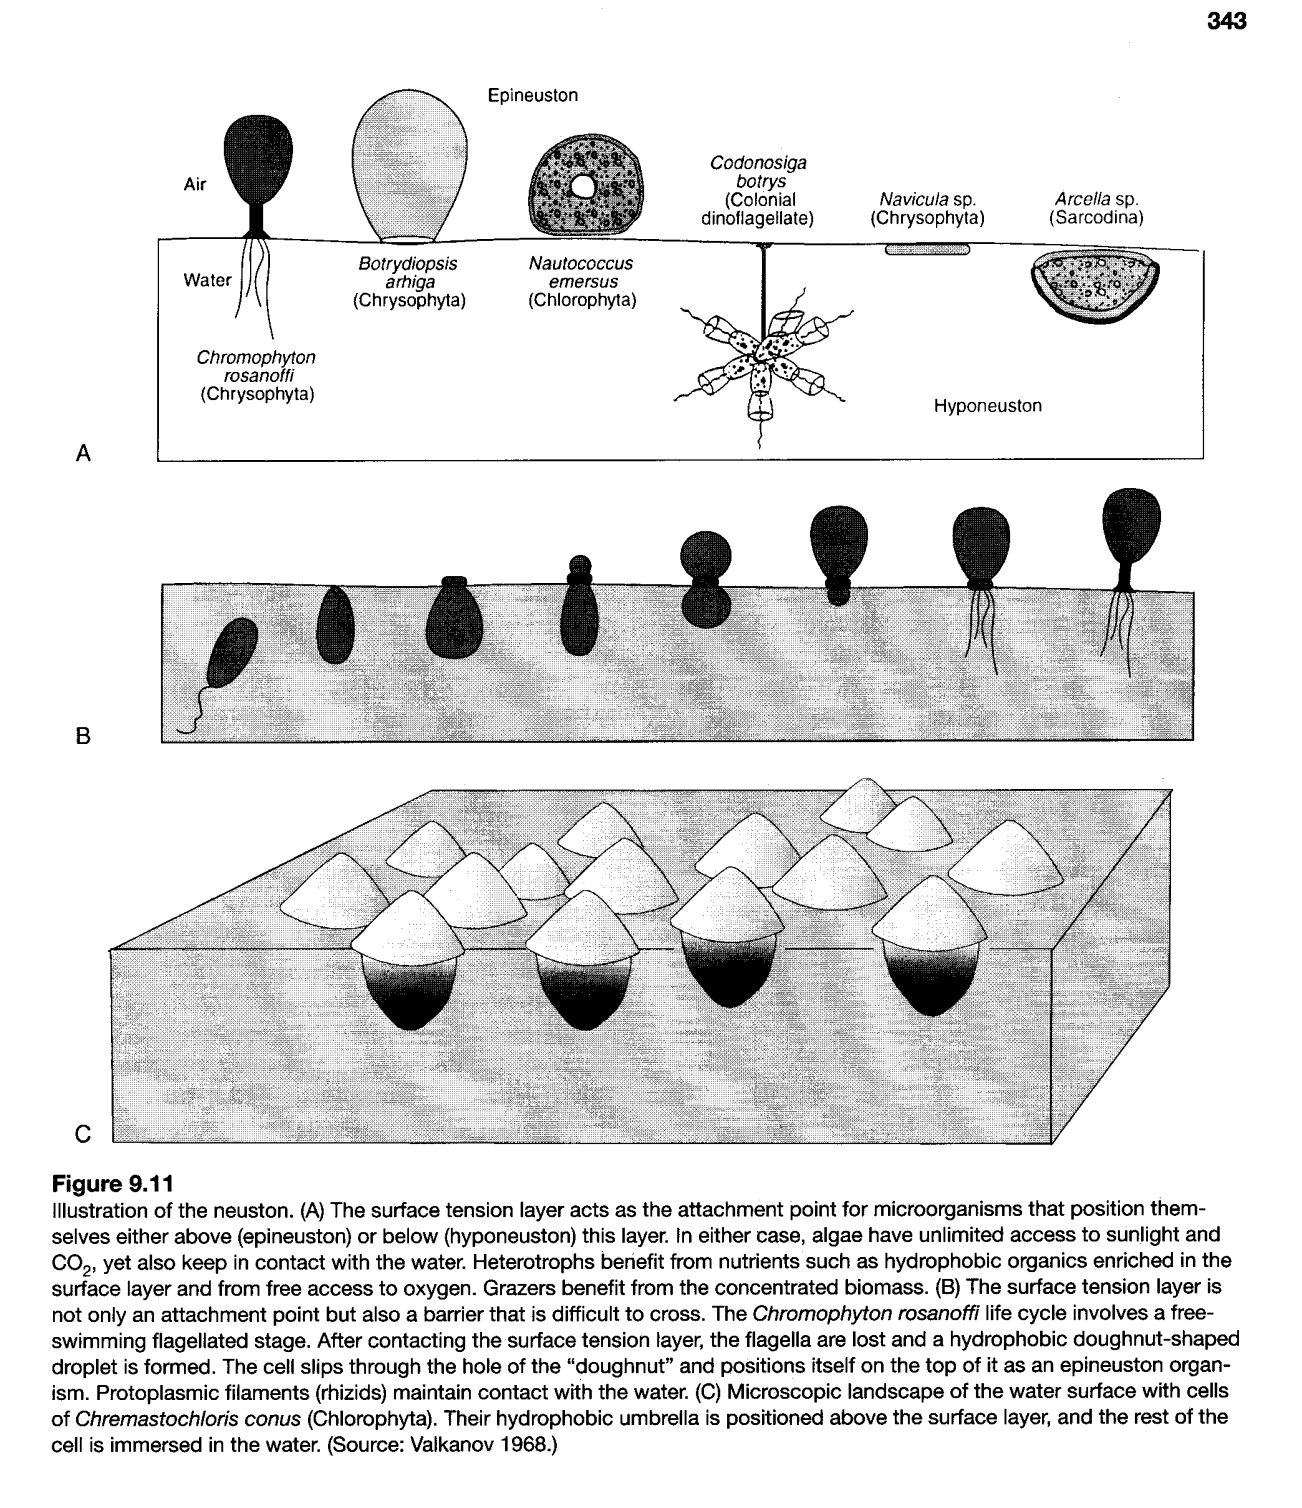 343
Epineuston
Air
Codonosiga
botrys
(Colonial
dinoflagellate)
Navicula sp.
(Chrysophyta)
Arcella sp.
(Sarcodina)
Water
Botrydiopsis
arhiga
(Chrysophyta)
Nautococcus
emersus
(Chlorophyta)
Chromophyton
rosanoffi
(Chrysophyta)
Hyponeuston
A
B
C
Figure 9.11
Illustration of the neuston. (A) The surface tension layer acts as the attachment point for microorganisms that position them-
selves either above (epineuston) or below (hyponeuston) this layer. In either case, algae have unlimited access to sunlight and
CO₂, yet also keep in contact with the water. Heterotrophs benefit from nutrients such as hydrophobic organics enriched in the
surface layer and from free access to oxygen. Grazers benefit from the concentrated biomass. (B) The surface tension layer is
not only an attachment point but also a barrier that is difficult to cross. The Chromophyton rosanoffi life cycle involves a free-
swimming flagellated stage. After contacting the surface tension layer, the flagella are lost and a hydrophobic doughnut-shaped
droplet is formed. The cell slips through the hole of the “doughnut” and positions itself on the top of it as an epineuston organ-
ism. Protoplasmic filaments (rhizids) maintain contact with the water. (C) Microscopic landscape of the water surface with cells
of Chremastochloris conus (Chlorophyta). Their hydrophobic umbrella is positioned above the surface layer, and the rest of the
cell is immersed in the water. (Source: Valkanov 1968.)